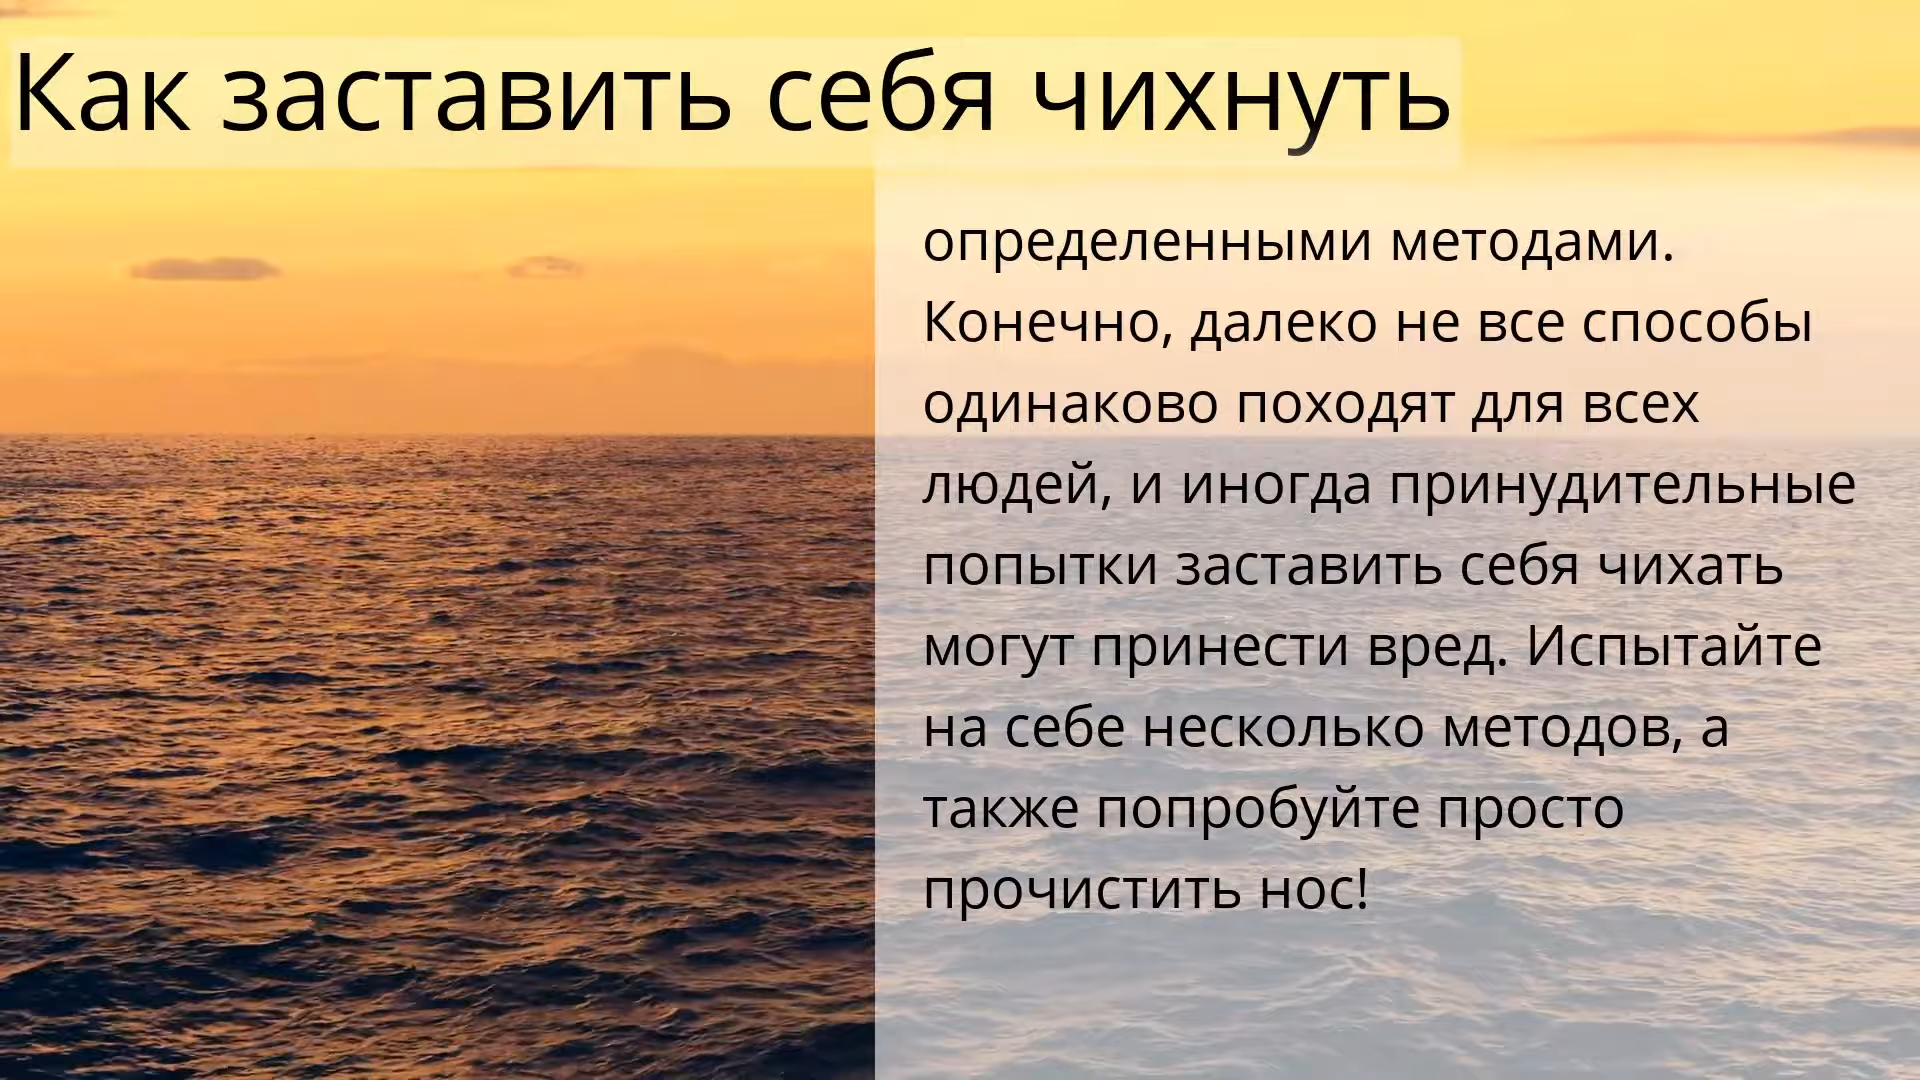 Как заставить себя чихнуть
определенными методами.
Конечно, далеко не все способы
одинаково походят для всех
людей, и иногда принудительные
попытки заставить себя чихать
могут принести вред. Испытайте
на себе несколько методов, а
также попробуйте просто
прочистить нос!